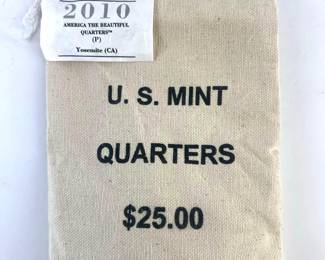 2010
AMERICA THE BEAUTIFUL
QUARTERS™
(P)
Yosemite (CA)
U. S. MINT
QUARTERS
$25.00